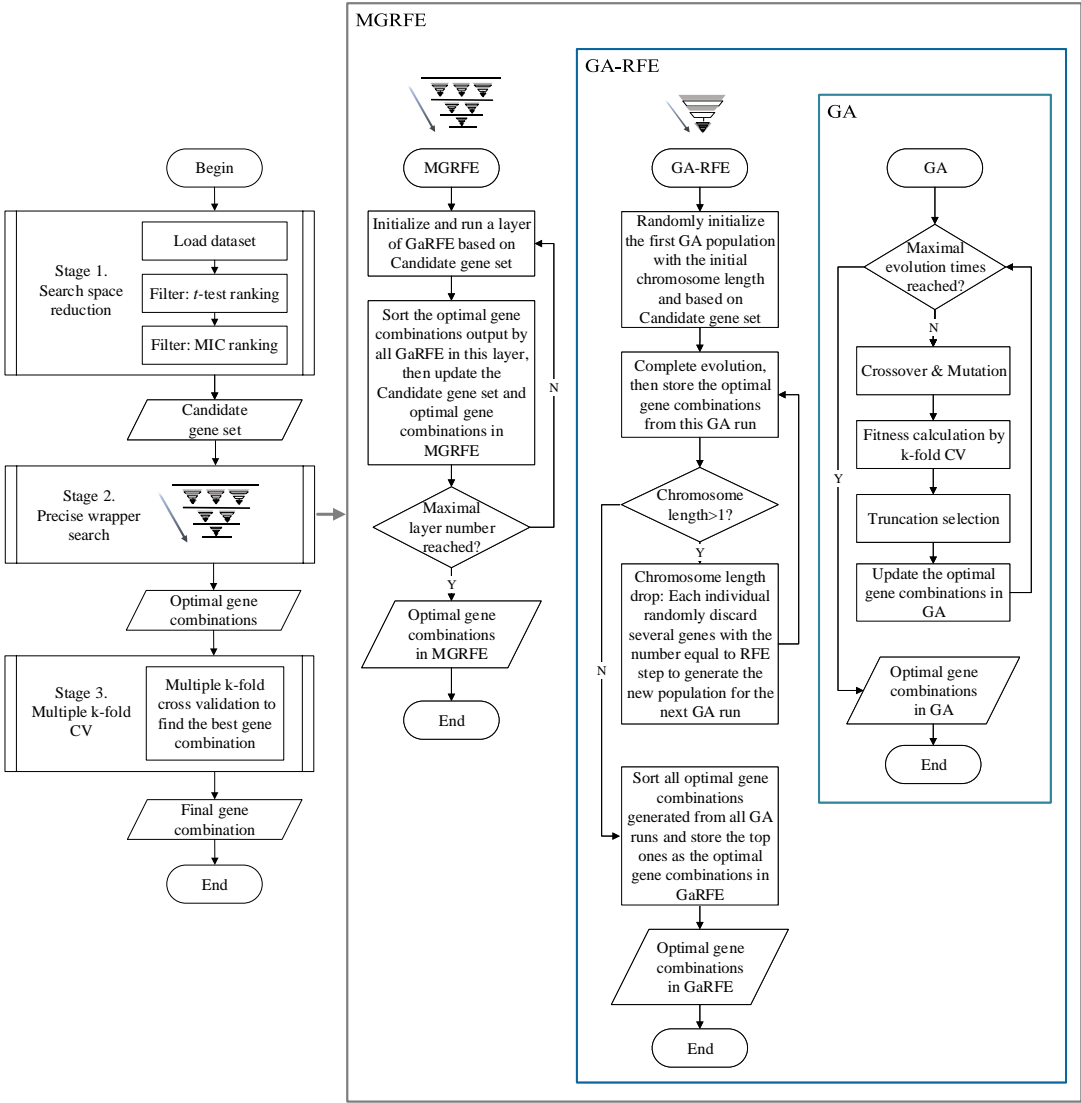 MGRFE
GA-RFE
GA
Begin
Stage 1.
Search space
reduction
Load dataset
Filter: t-test ranking
Filter: MIC ranking
Candidate
gene set
Stage 2.
Precise wrapper
search
Optimal gene
combinations
Stage 3.
Multiple k-fold
CV
Multiple k-fold
cross validation to
find the best gene
combination
Final gene
combination
End
MGRFE
Initialize and run a layer
of GaRFE based on
Candidate gene set
Sort the optimal gene
combinations output by
all GaRFE in this layer,
then update the
Candidate gene set and
optimal gene
combinations in
MGRFE
N
Maximal
layer number
reached?
Y
Optimal gene
combinations
in MGRFE
End
GA-RFE
Randomly initialize
the first GA population
with the initial
chromosome length
and based on
Candidate gene set
Complete evolution,
then store the optimal
gene combinations
from this GA run
Chromosome
length>1?
Y
Chromosome length
drop: Each individual
randomly discard
several genes with the
number equal to RFE
step to generate the
new population for the
next GA run
N
Sort all optimal gene
combinations
generated from all GA
runs and store the top
ones as the optimal
gene combinations in
GaRFE
Optimal gene
combinations
in GaRFE
End
GA
Maximal
evolution times
reached?
N
Crossover & Mutation
Fitness calculation by
k-fold CV
Y
Truncation selection
Update the optimal
gene combinations in
GA
Optimal gene
combinations
in GA
End